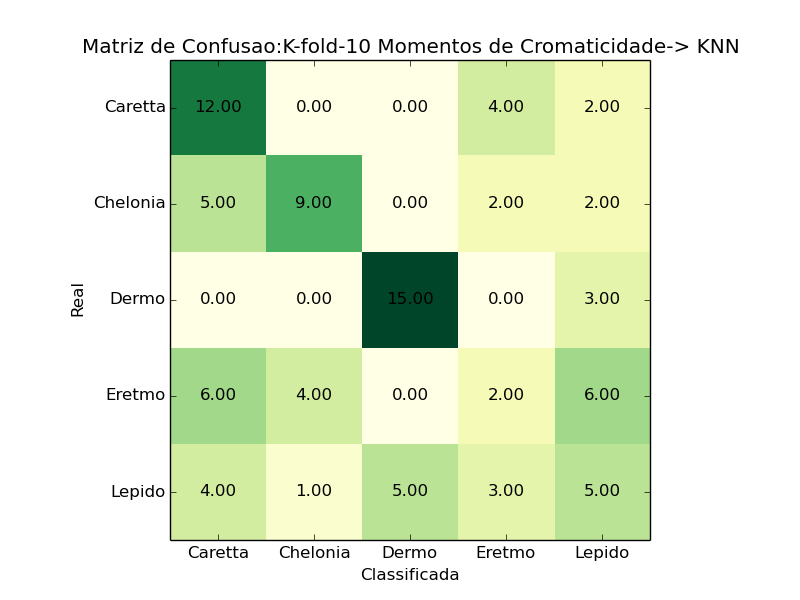 Matriz de Confusao:K-fold-10 Momentos de Cromaticidade-> KNN
Caretta 12.00 0.00 0.00 4.00 2.00
Chelonia 5.00 9.00 0.00 2.00 2.00
Real
Dermo 0.00 0.00 15.00 0.00 3.00
Eretmo 6.00 4.00 0.00 2.00 6.00
Lepido 4.00 1.00 5.00 3.00 5.00
Caretta Chelonia Dermo Eretmo Lepido
Classificada